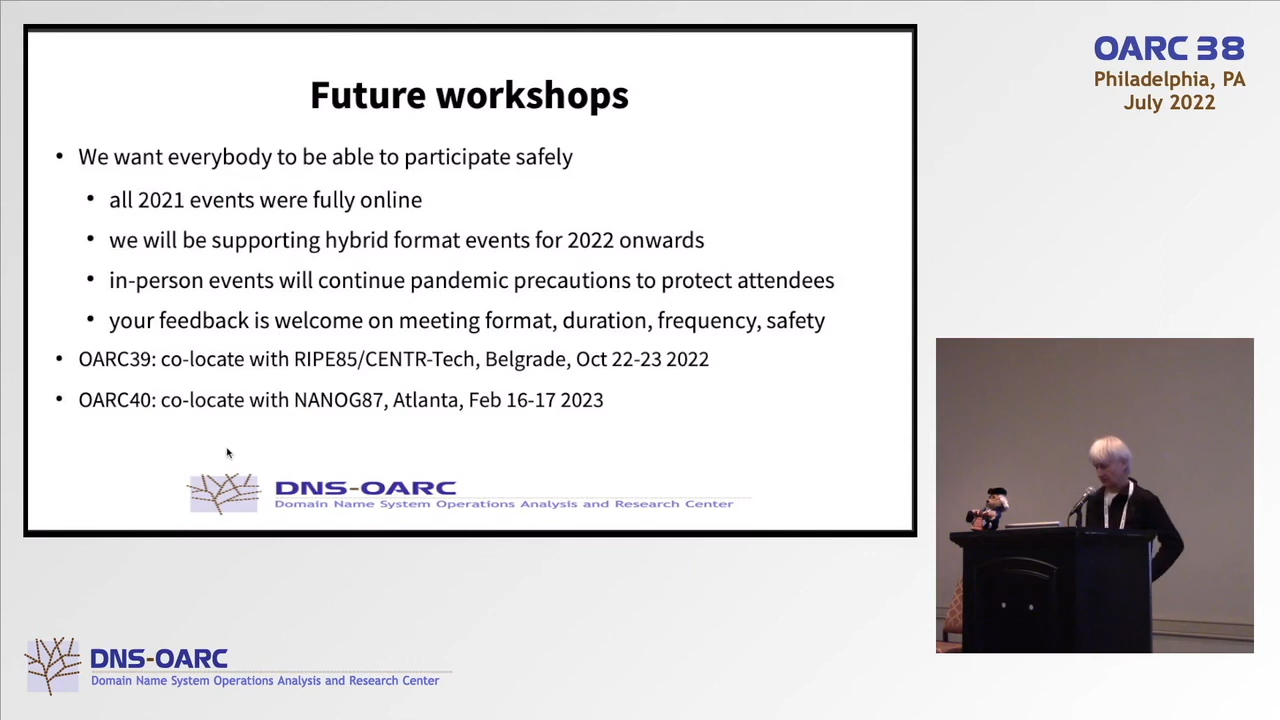 Future workshops
• We want everybody to be able to participate safely
• all 2021 events were fully online
• we will be supporting hybrid format events for 2022 onwards
• in-person events will continue pandemic precautions to protect attendees
• your feedback is welcome on meeting format, duration, frequency, safety
• OARC39: co-locate with RIPE85/CENTR-Tech, Belgrade, Oct 22-23 2022
• OARC40: co-locate with NANOG87, Atlanta, Feb 16-17 2023
DNS-OARC
Domain Name System Operations Analysis and Research Center
OARC 38
Philadelphia, PA
July 2022
DNS-OARC
Domain Name System Operations Analysis and Research Center